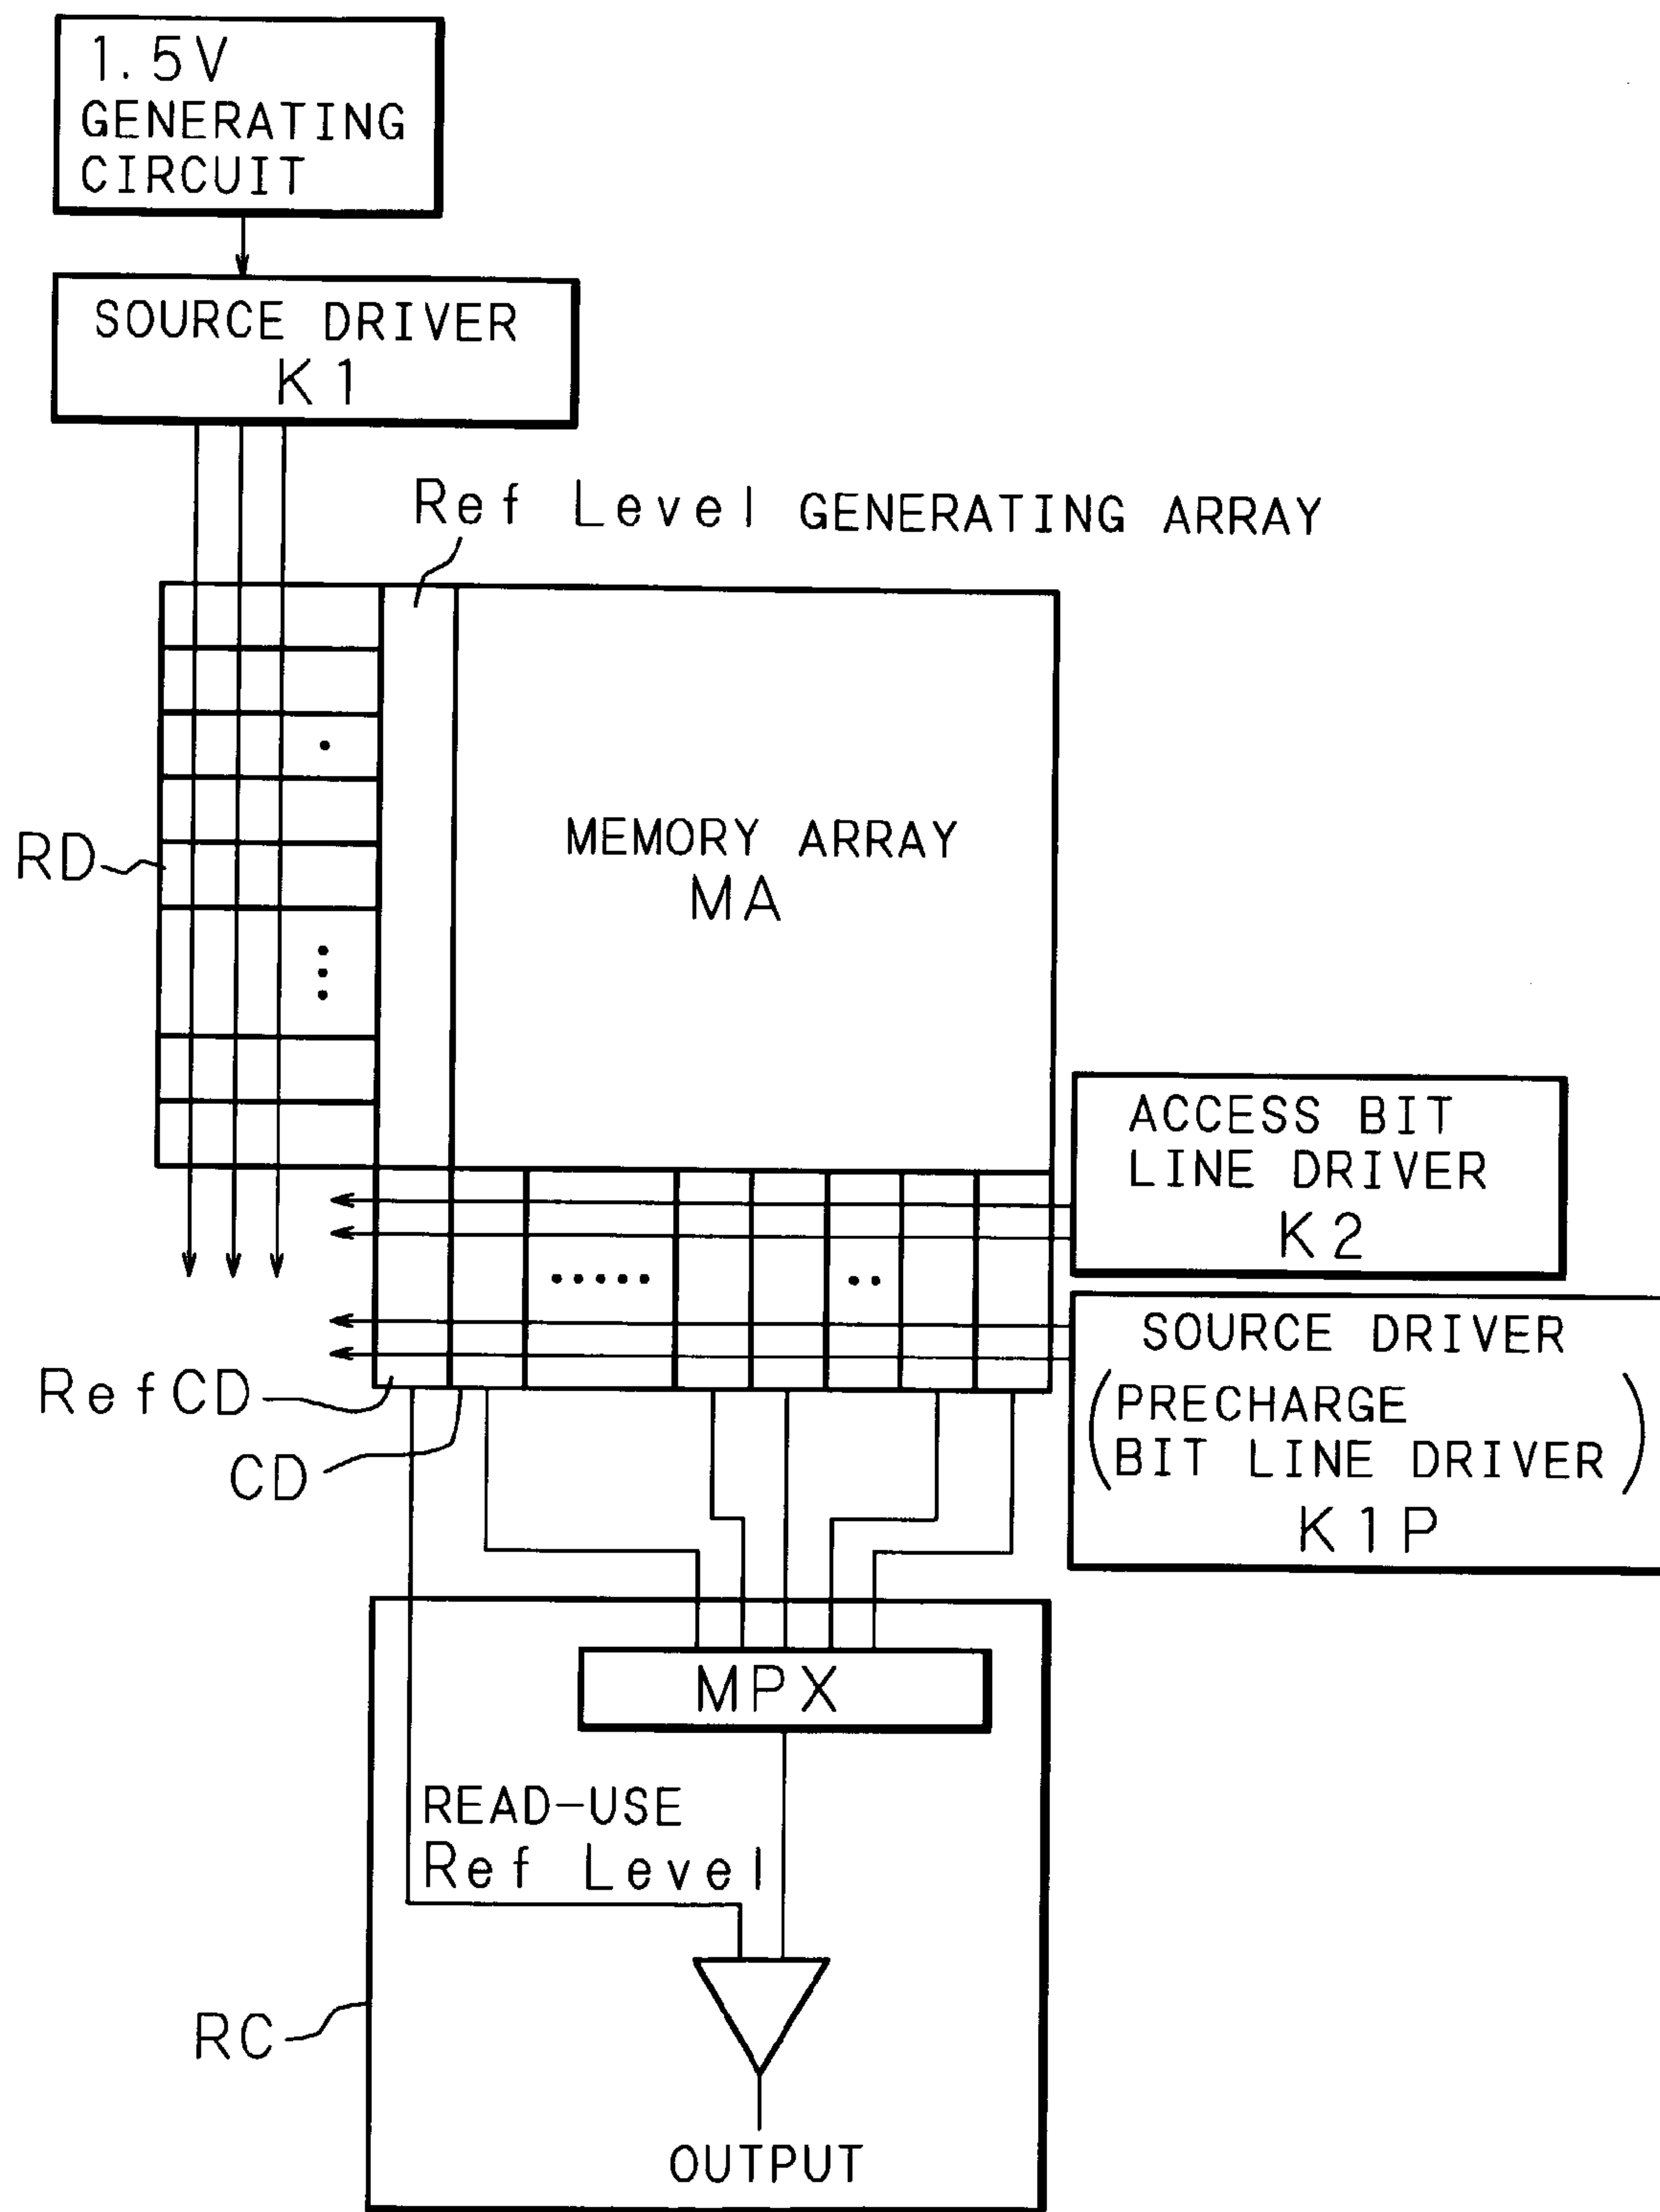 1.5V
GENERATING
CIRCUIT
SOURCE DRIVER
K1
Ref Level GENERATING ARRAY
RD
MEMORY ARRAY
MA
ACCESS BIT
LINE DRIVER
K2
SOURCE DRIVER
(PRECHARGE
BIT LINE DRIVER)
K1P
RefCD
CD
MPX
READ-USE
Ref Level
RC
OUTPUT